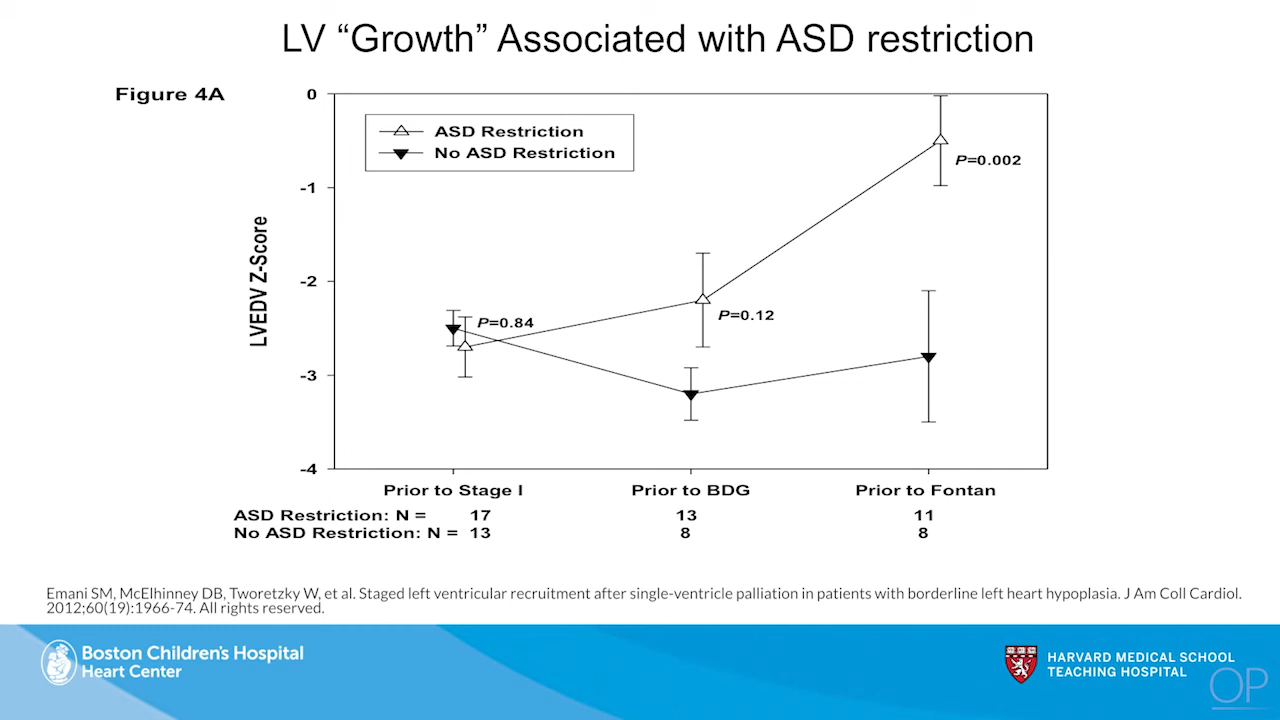 LV “Growth” Associated with ASD restriction
Figure 4A
0
ASD Restriction
No ASD Restriction
P=0.002
-1
LVEDV Z-Score
-2
P=0.84
P=0.12
-3
-4
Prior to Stage I Prior to BDG Prior to Fontan
ASD Restriction: N = 17 13 11
No ASD Restriction: N = 13 8 8
Emani SM, McElhinney DB, Tworetzky W, et al. Staged left ventricular recruitment after single-ventricle palliation in patients with borderline left heart hypoplasia. J Am Coll Cardiol.
2012;60(19):1966-74. All rights reserved.
Boston Children's Hospital
Heart Center
HARVARD MEDICAL SCHOOL
TEACHING HOSPITAL
OP